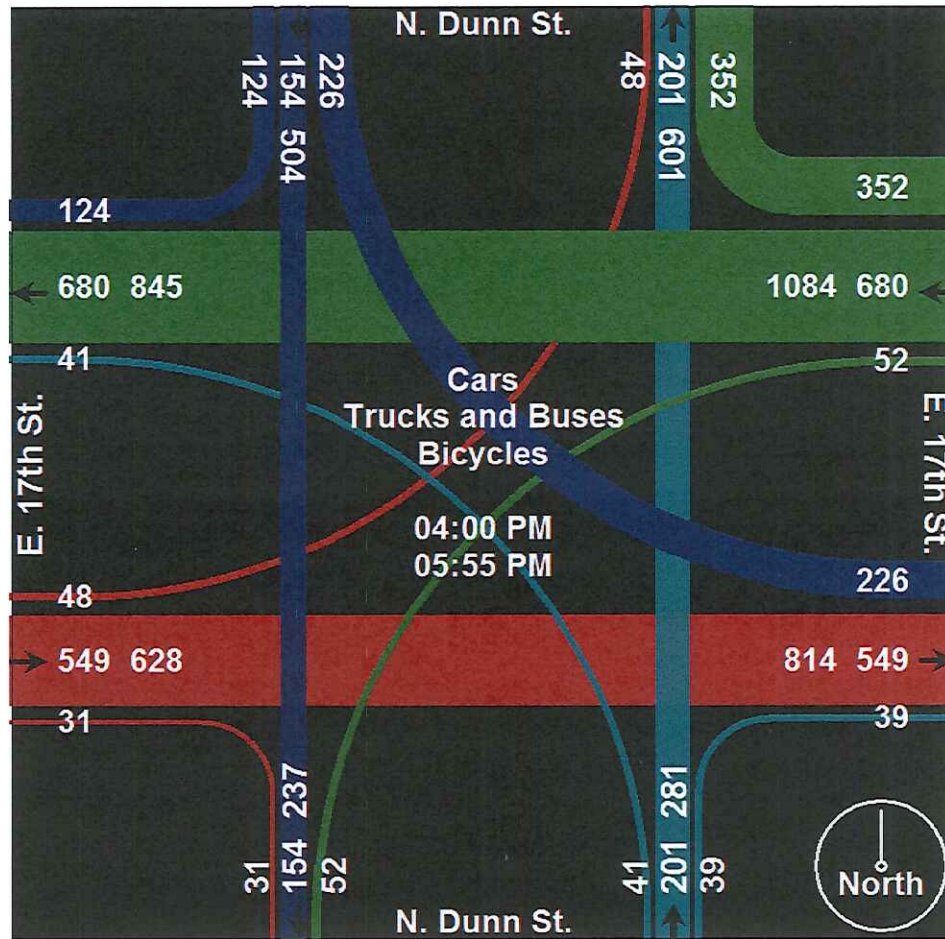 N. Dunn St.
124
154 504
226
48
201 601
352
352
124
680 845
1084 680
41
52
Cars
Trucks and Buses
Bicycles
E. 17th St.
E. 17th St.
04:00 PM
05:55 PM
48
226
549 628
814 549
31
39
31
154 237
52
41
201 281
39
North
N. Dunn St.